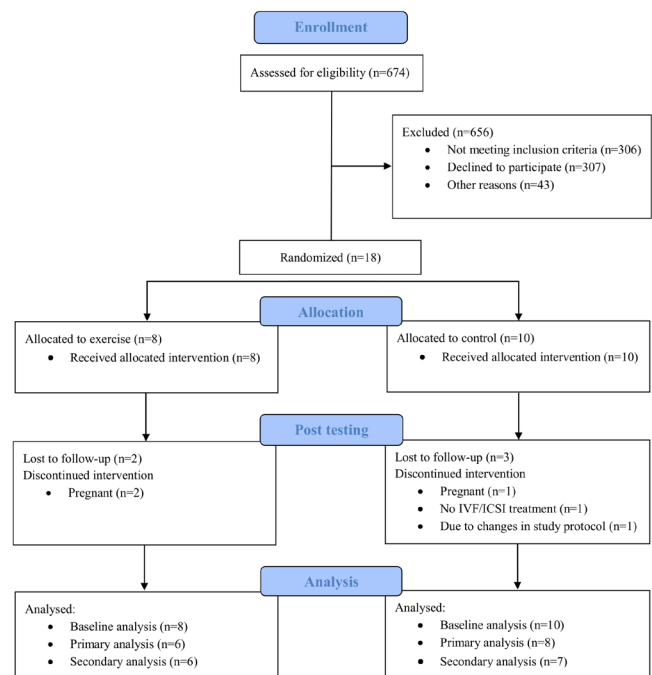 Enrollment
Assessed for eligibility (n=674)
Excluded (n=656)
• Not meeting inclusion criteria (n=306)
• Declined to participate (n=307)
• Other reasons (n=43)
Randomized (n=18)
Allocation
Allocated to exercise (n=8)
• Received allocated intervention (n=8)
Allocated to control (n=10)
• Received allocated intervention (n=10)
Post testing
Lost to follow-up (n=2)
Discontinued intervention
• Pregnant (n=2)
Lost to follow-up (n=3)
Discontinued intervention
• Pregnant (n=1)
• No IVF/ICSI treatment (n=1)
• Due to changes in study protocol (n=1)
Analysis
Analysed:
• Baseline analysis (n=8)
• Primary analysis (n=6)
• Secondary analysis (n=6)
Analysed:
• Baseline analysis (n=10)
• Primary analysis (n=8)
• Secondary analysis (n=7)